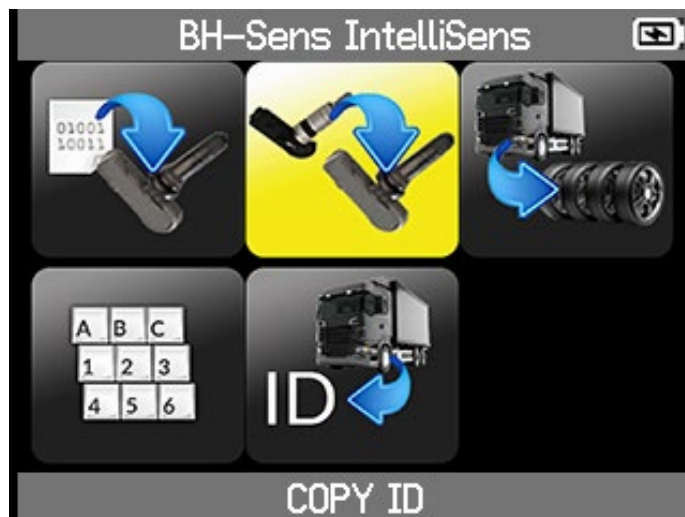 BH-Sens IntelliSens
01001
10011
A B C
1 2 3
4 5 6
ID
COPY ID